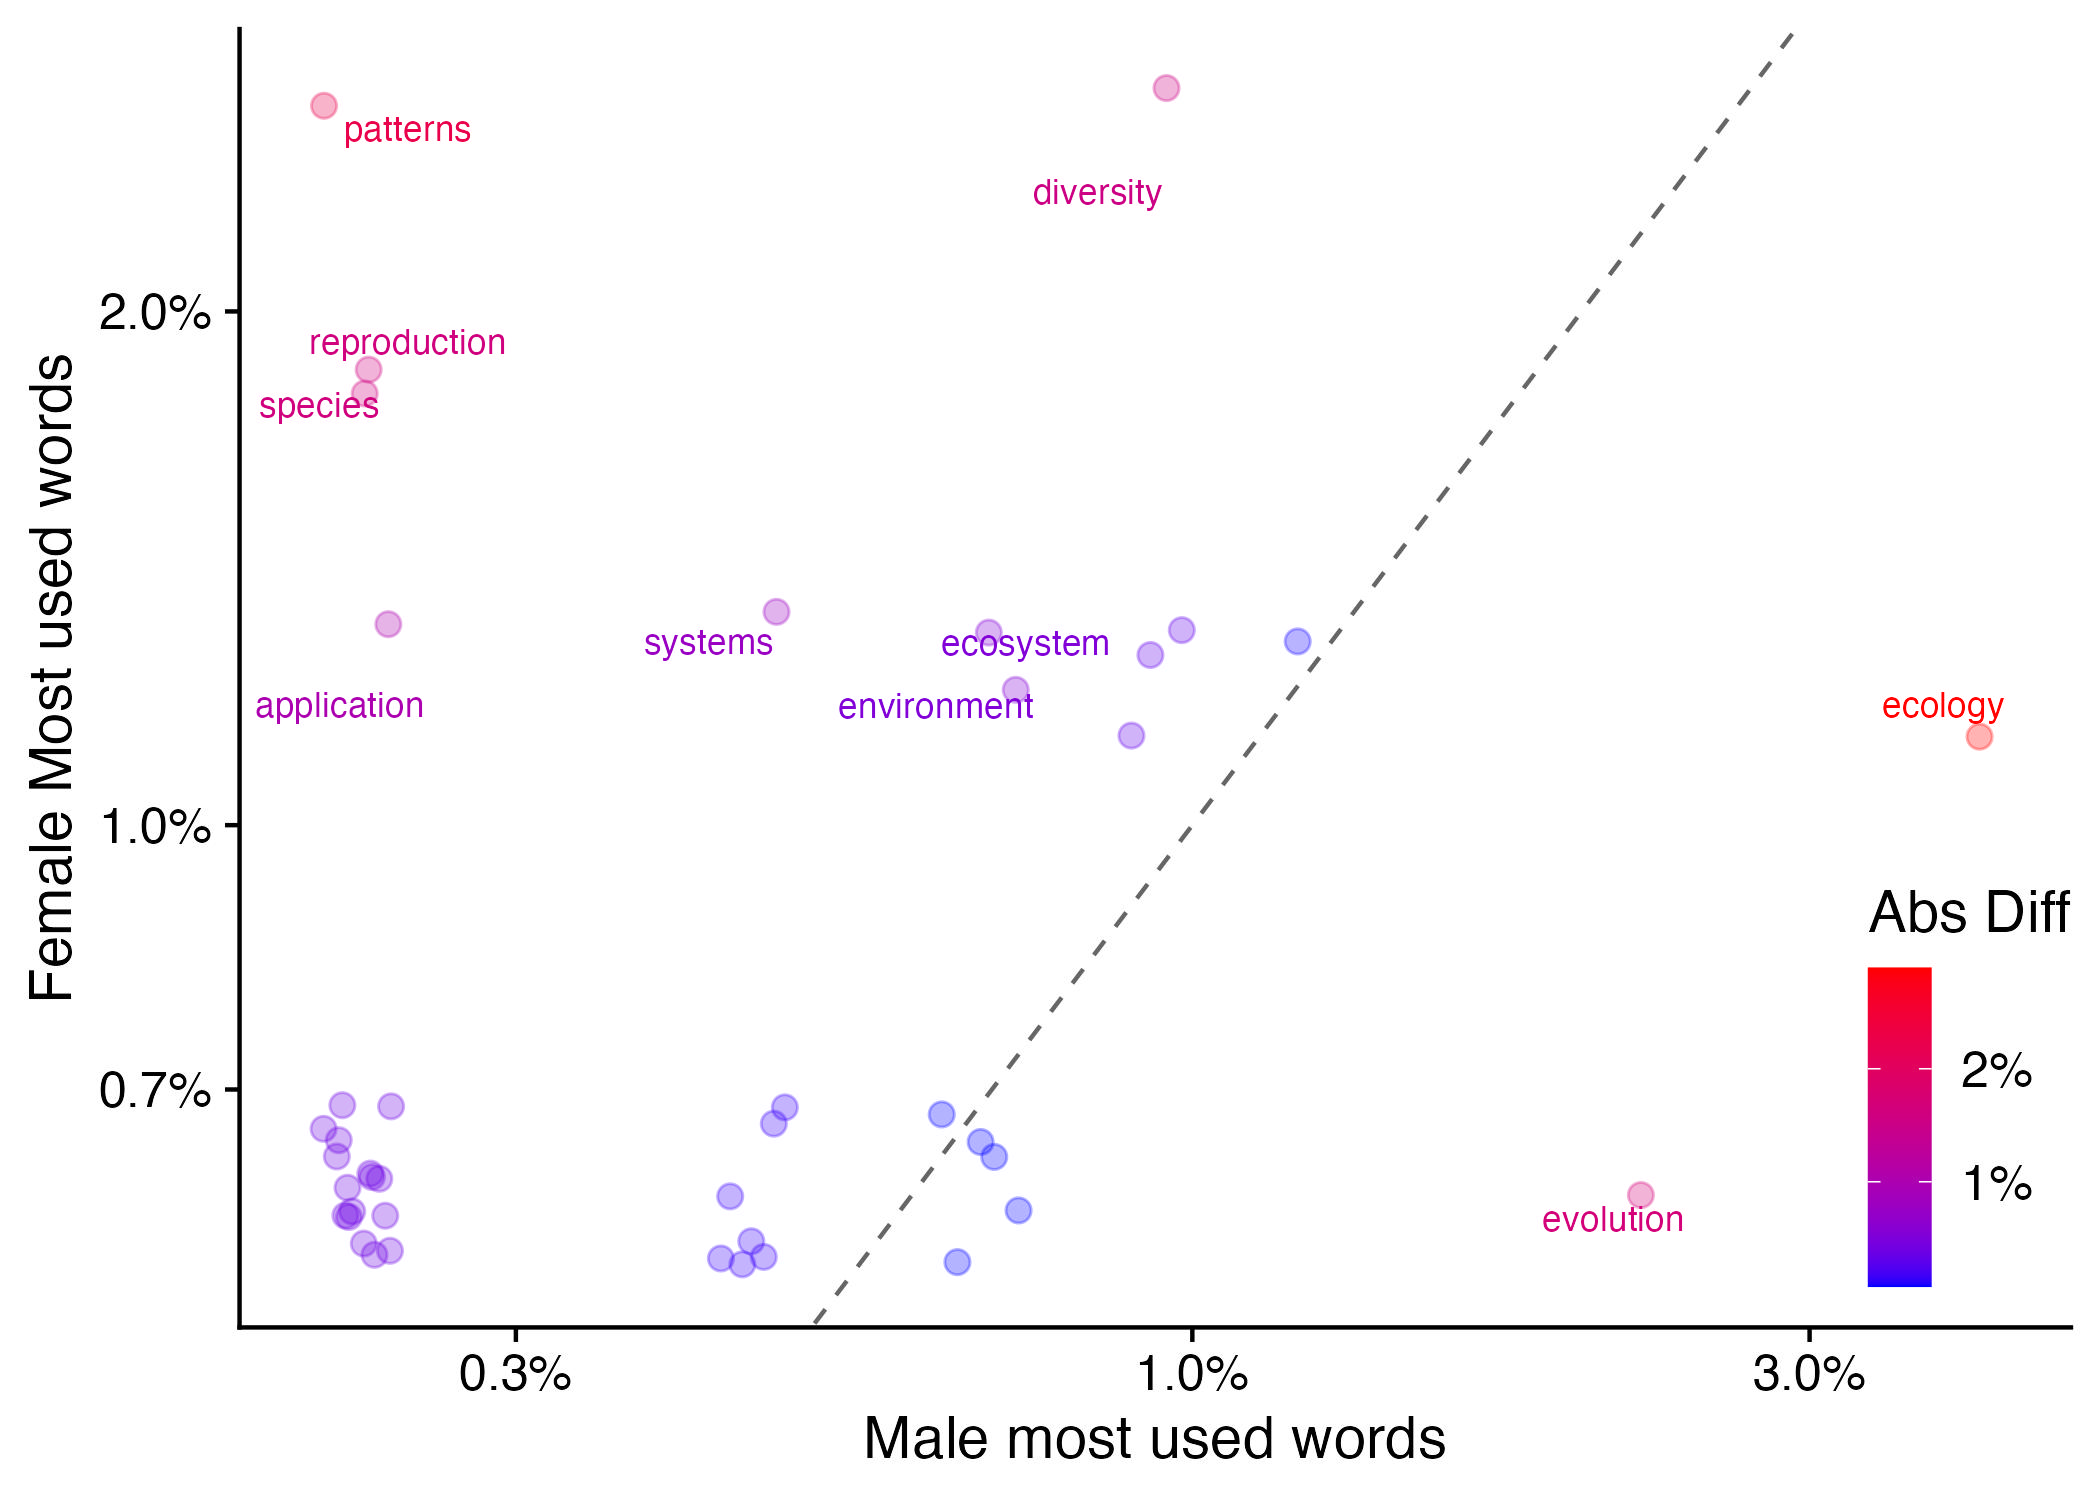 patterns
diversity
2.0%
reproduction
species
systems
ecosystem
application
environment
ecology
1.0%
0.7%
evolution
Female Most used words
Abs Diff
2%
1%
0.3%
1.0%
3.0%
Male most used words